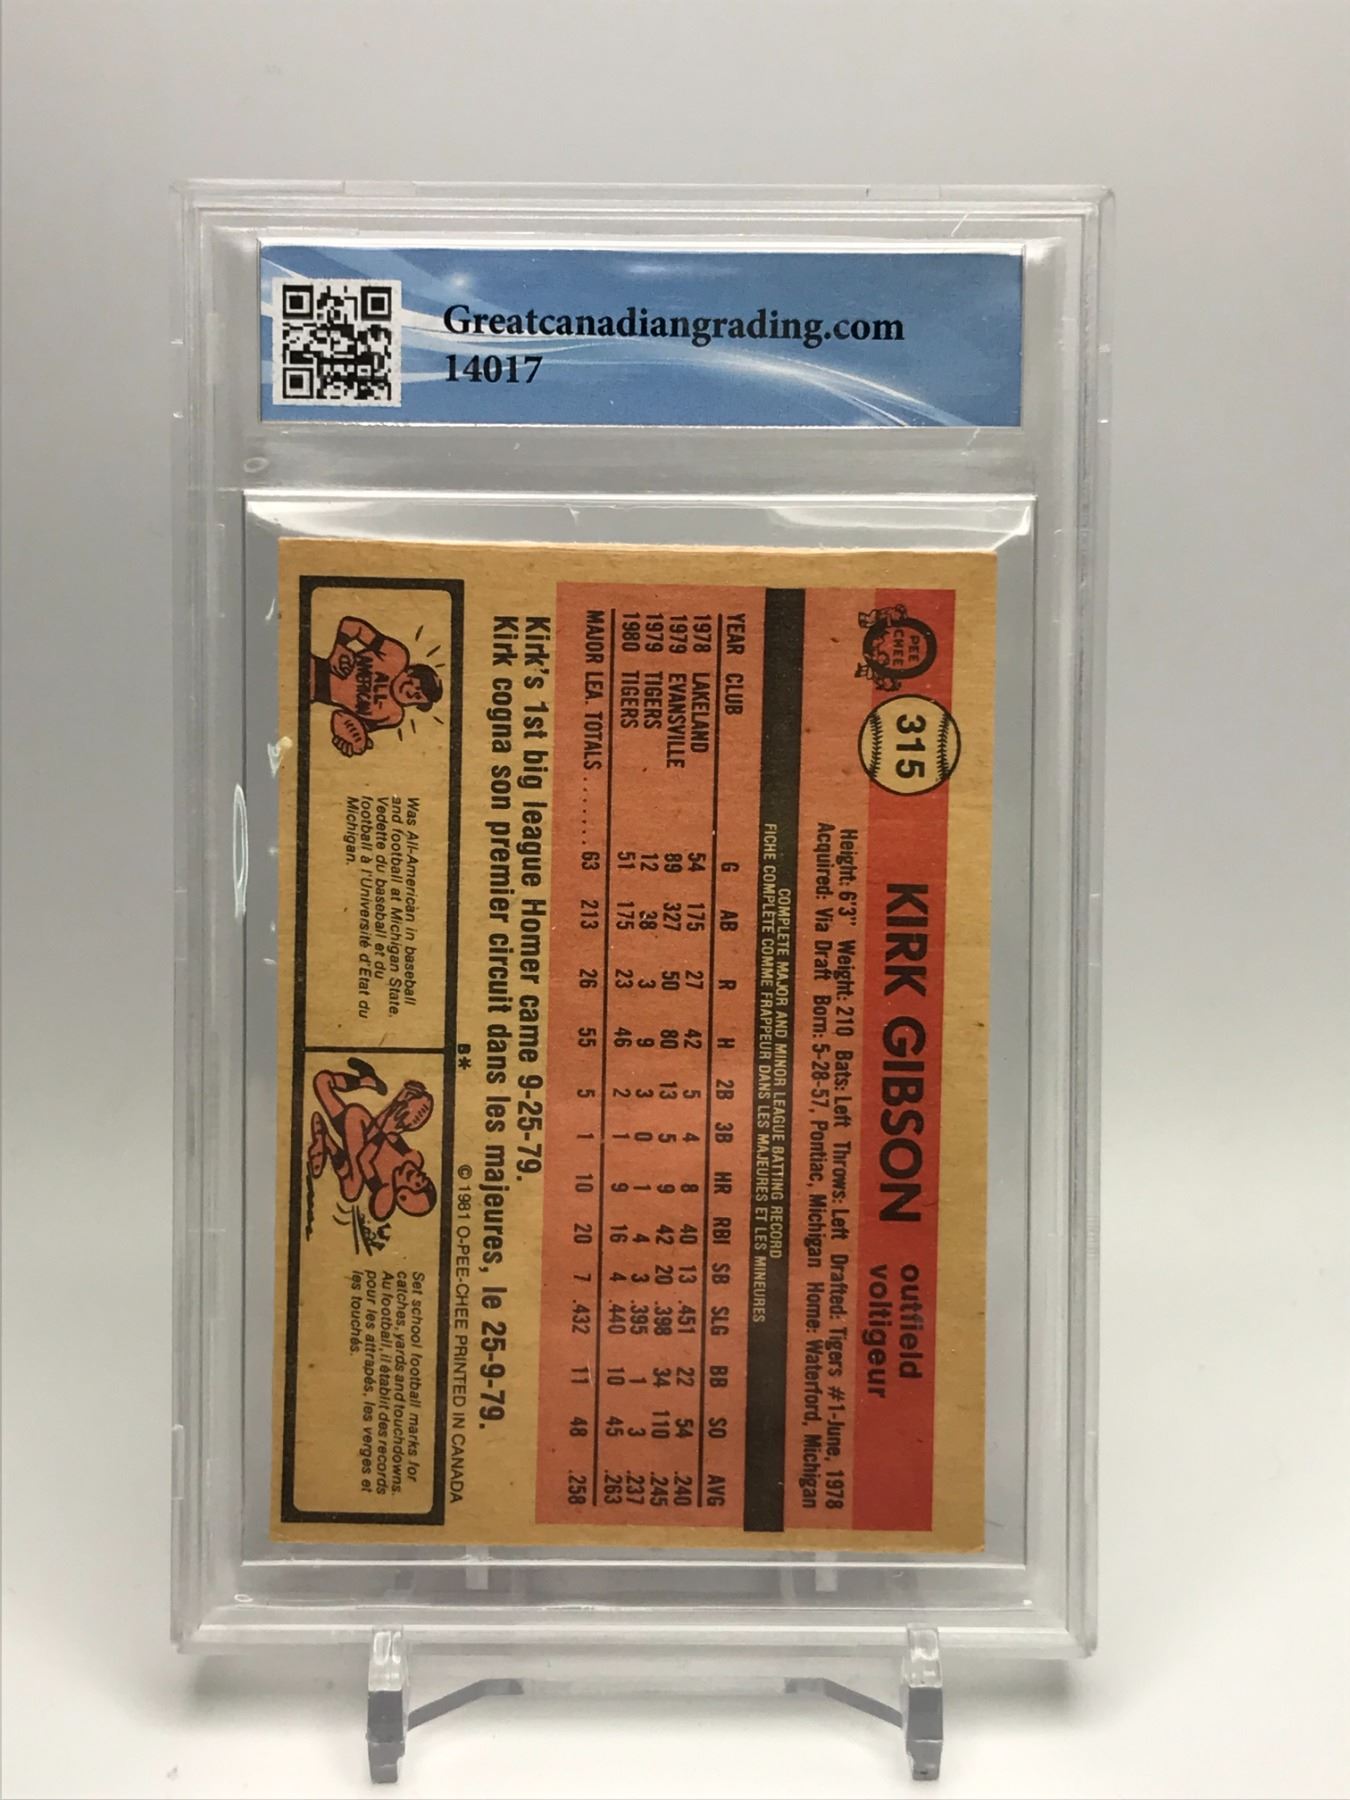 Greatcanadiangrading.com
14017
O
PEE
CHEE
315
KIRK GIBSON
outfield
voltigeur
Height: 6'3" Weight: 210 Bats: Left Throws: Left Drafted: Tigers #1-June, 1978
Acquired: Via Draft Born: 5-28-57, Pontiac, Michigan Home: Waterford, Michigan
COMPLETE MAJOR AND MINOR LEAGUE BATTING RECORD
FICHE COMPLETE COMME FRAPPEUR DANS LES MAJEURES ET LES MINEURES
YEAR CLUB G AB R H 2B 3B HR RBI SB SLG BB SO AVG
1978 LAKELAND 54 175 27 42 5 4 8 40 13 .451 22 54 .240
1979 EVANSVILLE 89 327 50 80 13 5 9 42 20 .398 34 110 .245
1979 TIGERS 12 38 3 9 3 0 1 4 3 .395 1 3 .237
1980 TIGERS 51 175 23 46 2 1 9 16 4 .440 10 45 .263
MAJOR LEA. TOTALS ....... 63 213 26 55 5 1 10 20 7 .432 11 48 .258
Kirk's 1st big league Homer came 9-25-79.
Kirk cogna son premier circuit dans les majeures, le 25-9-79.
B* © 1981 O-PEE-CHEE PRINTED IN CANADA
ALL-
AMERICAN
Was All-American in baseball
and football at Michigan State.
Vedette du baseball et du
football à l'Université d'Etat du
Michigan.
Set school football marks for
catches, yards and touchdowns.
Au football, il établit des records
pour les attrapés, les verges et
les touchés.